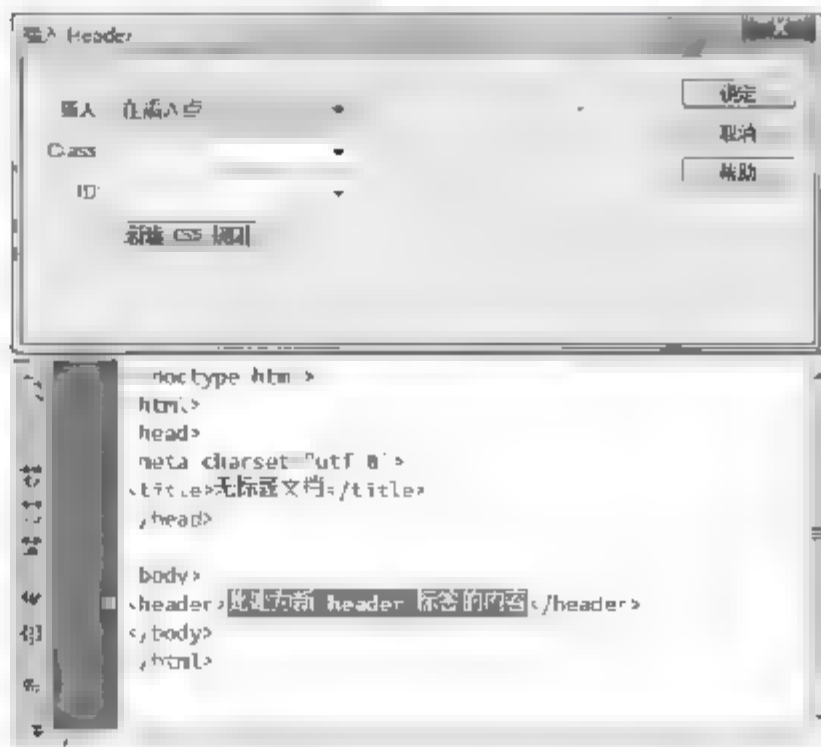 插入 Header
插入 在插入点
确定
Class
取消
ID
帮助
新建 CSS 规则
doctype htm >
html>
head>
meta charset="utf 8">
<title>无标题文档</title>
/head>
body>
<header>此处为新 header 标签的内容</header>
</body>
/html>